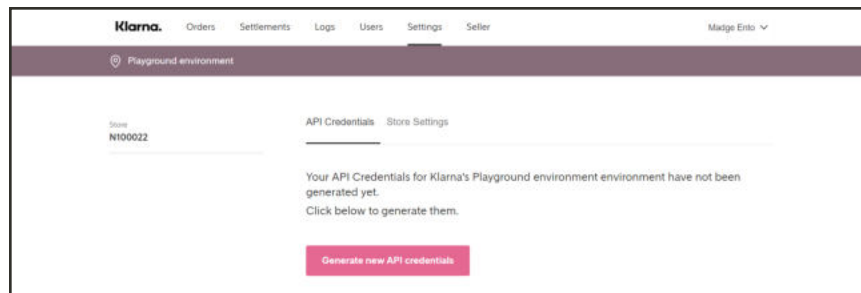 Klarna. Orders Settlements Logs Users Settings Seller Madge Ento
Playground environment
Store
N100022
API Credentials Store Settings
Your API Credentials for Klarna's Playground environment environment have not been
generated yet.
Click below to generate them.
Generate new API credentials